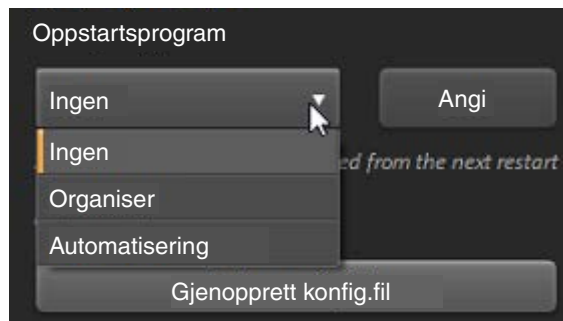 Oppstartsprogram
Ingen
Angi
Ingen
ed from the next restart
Organiser
Automatisering
Gjenopprett konfig.fil